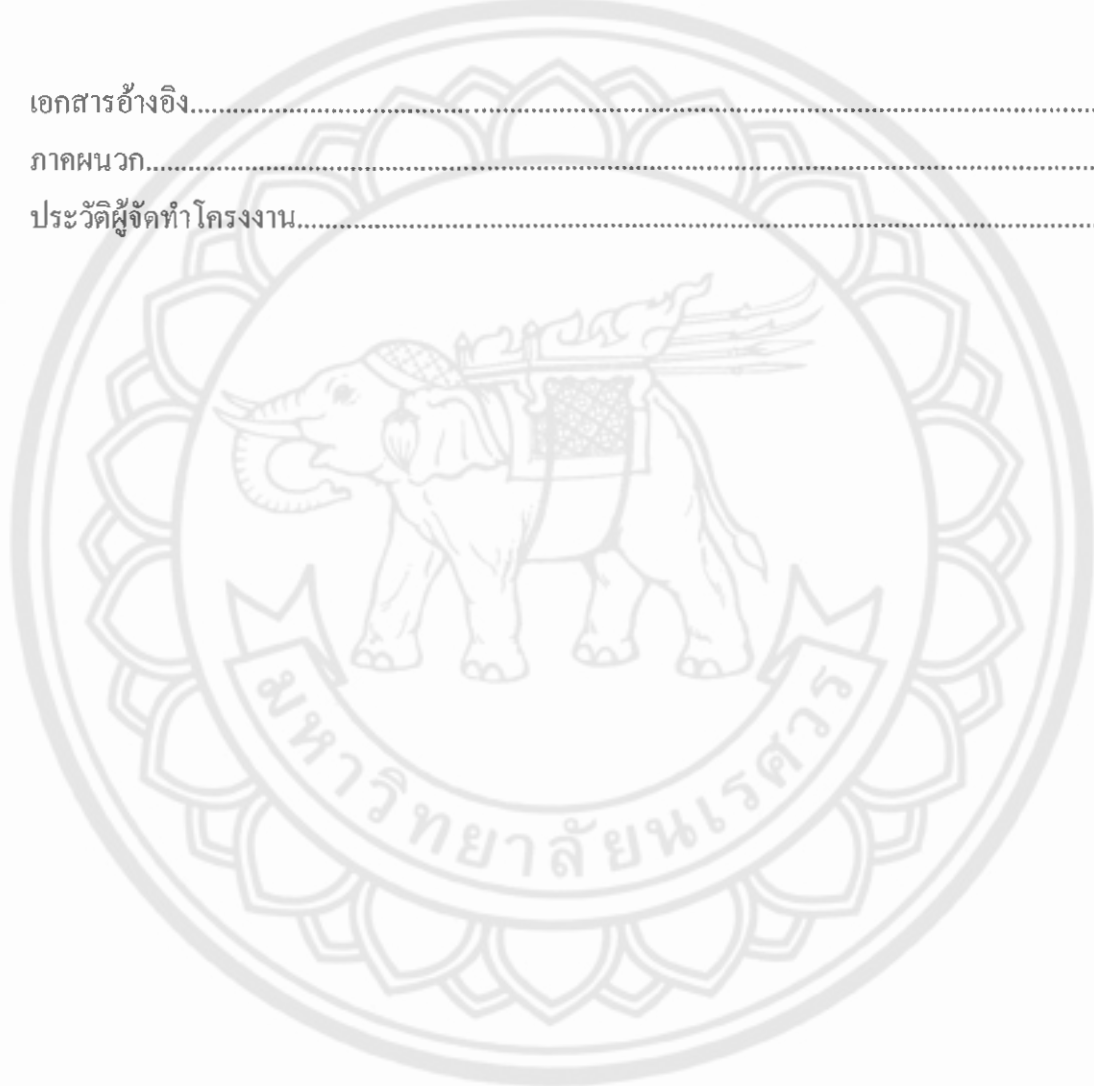 เอกสารอ้างอิง................................................................................
ภาคผนวก................................................................................
ประวัติผู้จัดทำโครงงาน................................................................................
มหาวิทยาลัยนเรศวร